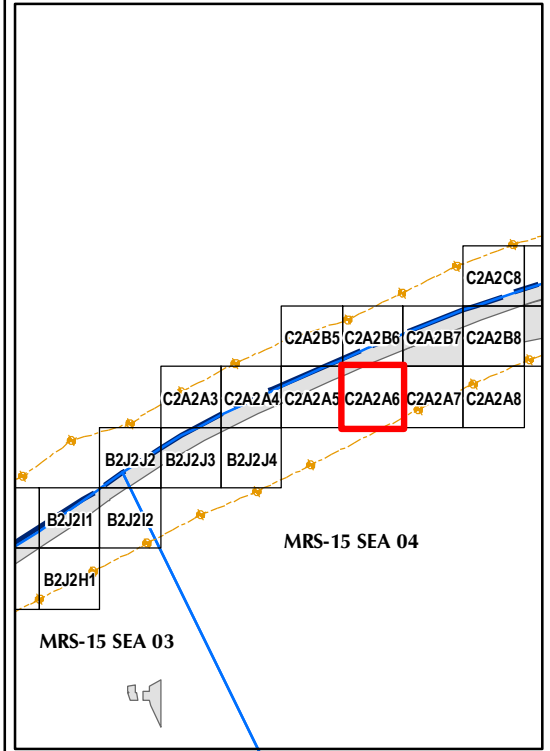 C2A2C8
C2A2B5 C2A2B6 C2A2B7 C2A2B8
C2A2A3 C2A2A4 C2A2A5 C2A2A6 C2A2A7 C2A2A8
B2J2J2 B2J2J3 B2J2J4
B2J2I1 B2J2I2
MRS-15 SEA 04
B2J2H1
MRS-15 SEA 03